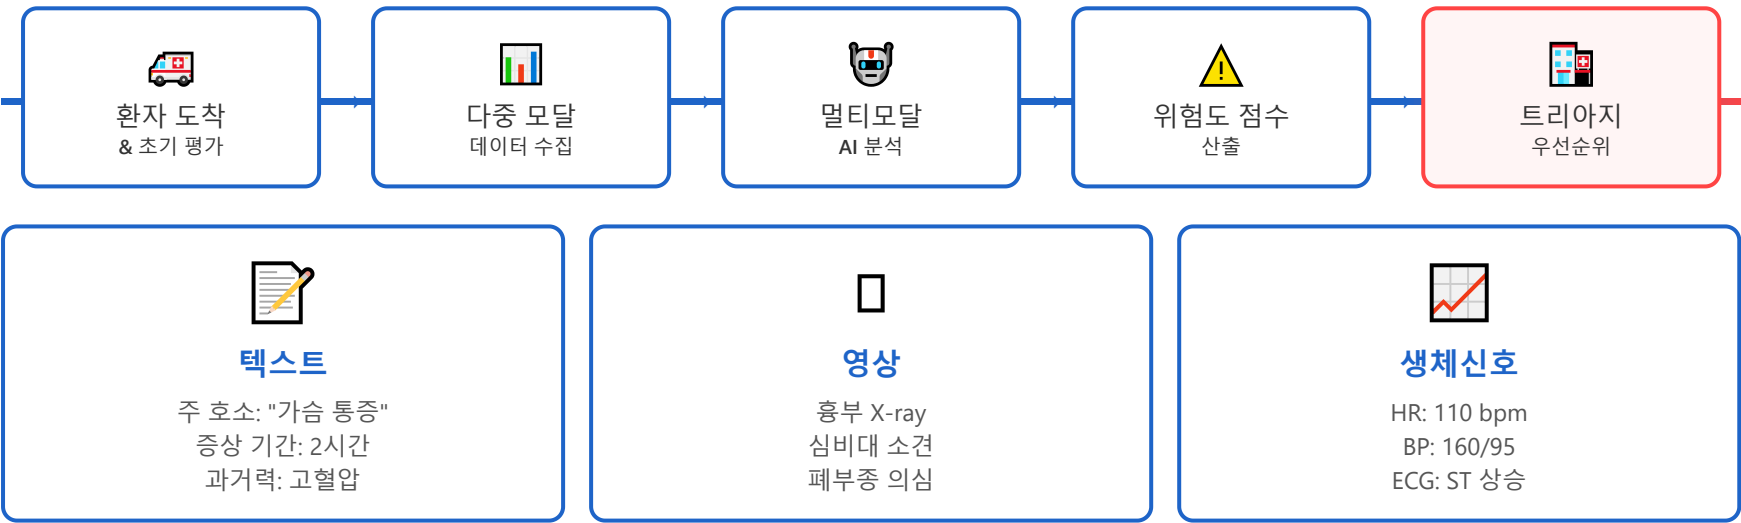 환자 도착
& 초기 평가
다중 모달
데이터 수집
멀티모달
AI 분석
위험도 점수
산출
트리아지
우선순위
텍스트
주 호소: "가슴 통증"
증상 기간: 2시간
과거력: 고혈압
영상
흉부 X-ray
심비대 소견
폐부종 의심
생체신호
HR: 110 bpm
BP: 160/95
ECG: ST 상승